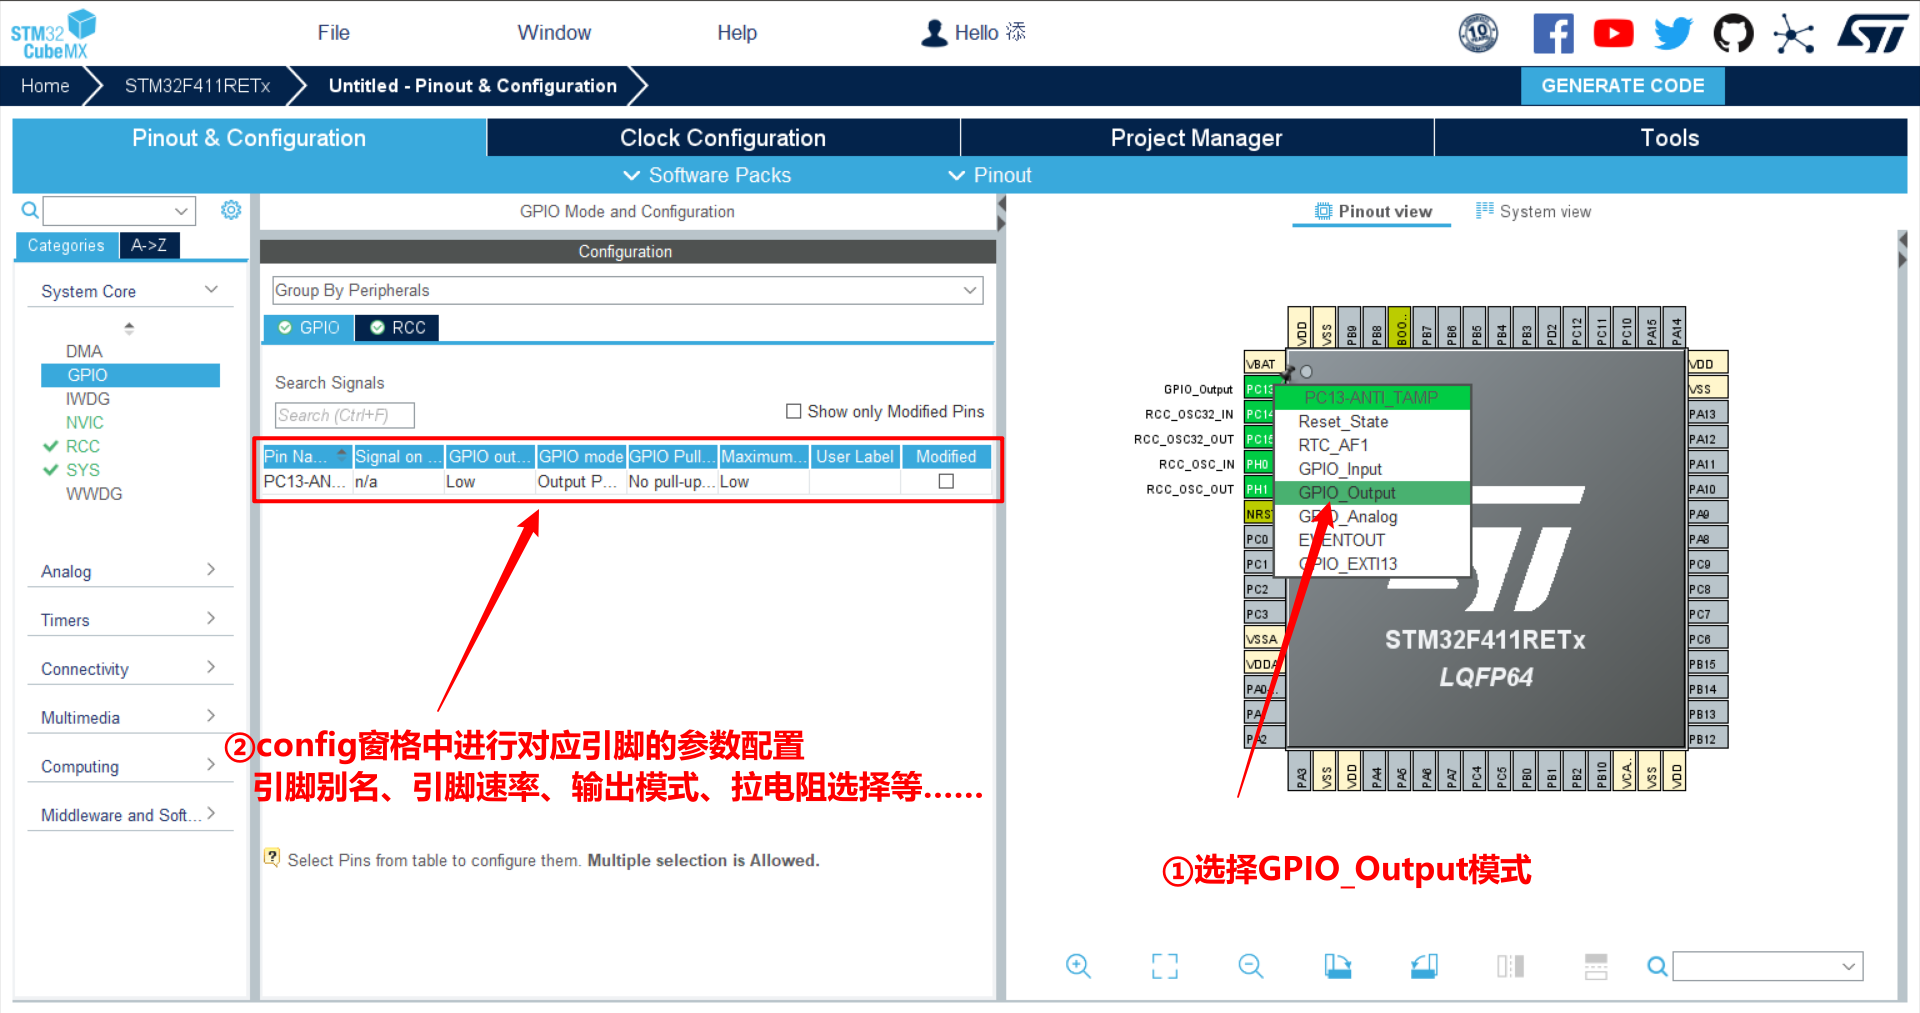 STM32
CubeMX
File
Window
Help
Hello 添
10
Home
STM32F411RETx
Untitled - Pinout & Configuration
GENERATE CODE
Pinout & Configuration
Clock Configuration
Project Manager
Tools
Software Packs
Pinout
Categories
A->Z
System Core
DMA
GPIO
IWDG
NVIC
RCC
SYS
WWDG
Analog
Timers
Connectivity
Multimedia
Computing
Middleware and Soft...
GPIO Mode and Configuration
Configuration
Group By Peripherals
GPIO
RCC
Search Signals
Search (Ctrl+F)
Show only Modified Pins
Pin Na... Signal on ... GPIO out... GPIO mode GPIO Pull... Maximum... User Label Modified
PC13-AN... n/a Low Output P... No pull-up... Low
②config窗格中进行对应引脚的参数配置
引脚别名、引脚速率、输出模式、拉电阻选择等......
Select Pins from table to configure them. Multiple selection is Allowed.
Pinout view
System view
VDD VSS PB9 PB8 BOO.. PB7 PB6 PB5 PB4 PB3 PD2 PC12 PC11 PC10 PA15 PA14
VBAT
GPIO_Output PC13
RCC_OSC32_IN PC14
RCC_OSC32_OUT PC15
RCC_OSC_IN PH0
RCC_OSC_OUT PH1
NRS
PC0
PC1
PC2
PC3
VSSA
VDDA
PA0-..
PA
PA2
PC13-ANTI_TAMP
Reset_State
RTC_AF1
GPIO_Input
GPIO_Output
GPIO_Analog
EVENTOUT
GPIO_EXTI13
STM32F411RETx
LQFP64
VDD
VSS
PA13
PA12
PA11
PA10
PA9
PA8
PC9
PC8
PC7
PC6
PB15
PB14
PB13
PB12
PA3 VSS VDD PA4 PA5 PA6 PA7 PC4 PC5 PB0 PB1 PB2 PB10 VCA.. VSS VDD
①选择GPIO_Output模式